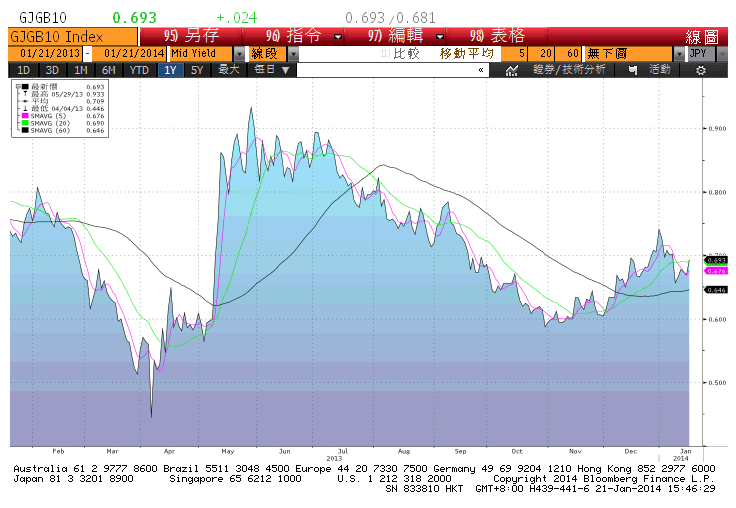 GJGB10 0.693 +.024 0.693 /0.681
GJGB10 Index 95) 另存 96) 指令 97) 編輯 98) 表格 線圖
01/21/2013 - 01/21/2014 Mid Yield 線段 比較 移動平均 5 20 60 無下圖 JPY
1D 3D 1M 6M YTD 1Y 5Y 最大 每日 ▼ « 證券/技術分析 活動
最新價 0.693
最高 05/29/13 0.933
平均 0.709
最低 04/04/13 0.446
SMAVG (5) 0.676
SMAVG (20) 0.690
SMAVG (60) 0.646
0.900
0.800
0.693
0.676
0.646
0.600
0.500
Feb Mar Apr May Jun Jul Aug Sep Oct Nov Dec Jan
2013 2014
Australia 61 2 9777 8600 Brazil 5511 3048 4500 Europe 44 20 7330 7500 Germany 49 69 9204 1210 Hong Kong 852 2977 6000
Japan 81 3 3201 8900 Singapore 65 6212 1000 U.S. 1 212 318 2000 Copyright 2014 Bloomberg Finance L.P.
SN 833810 HKT GMT+8:00 H439-441-6 21-Jan-2014 15:46:29